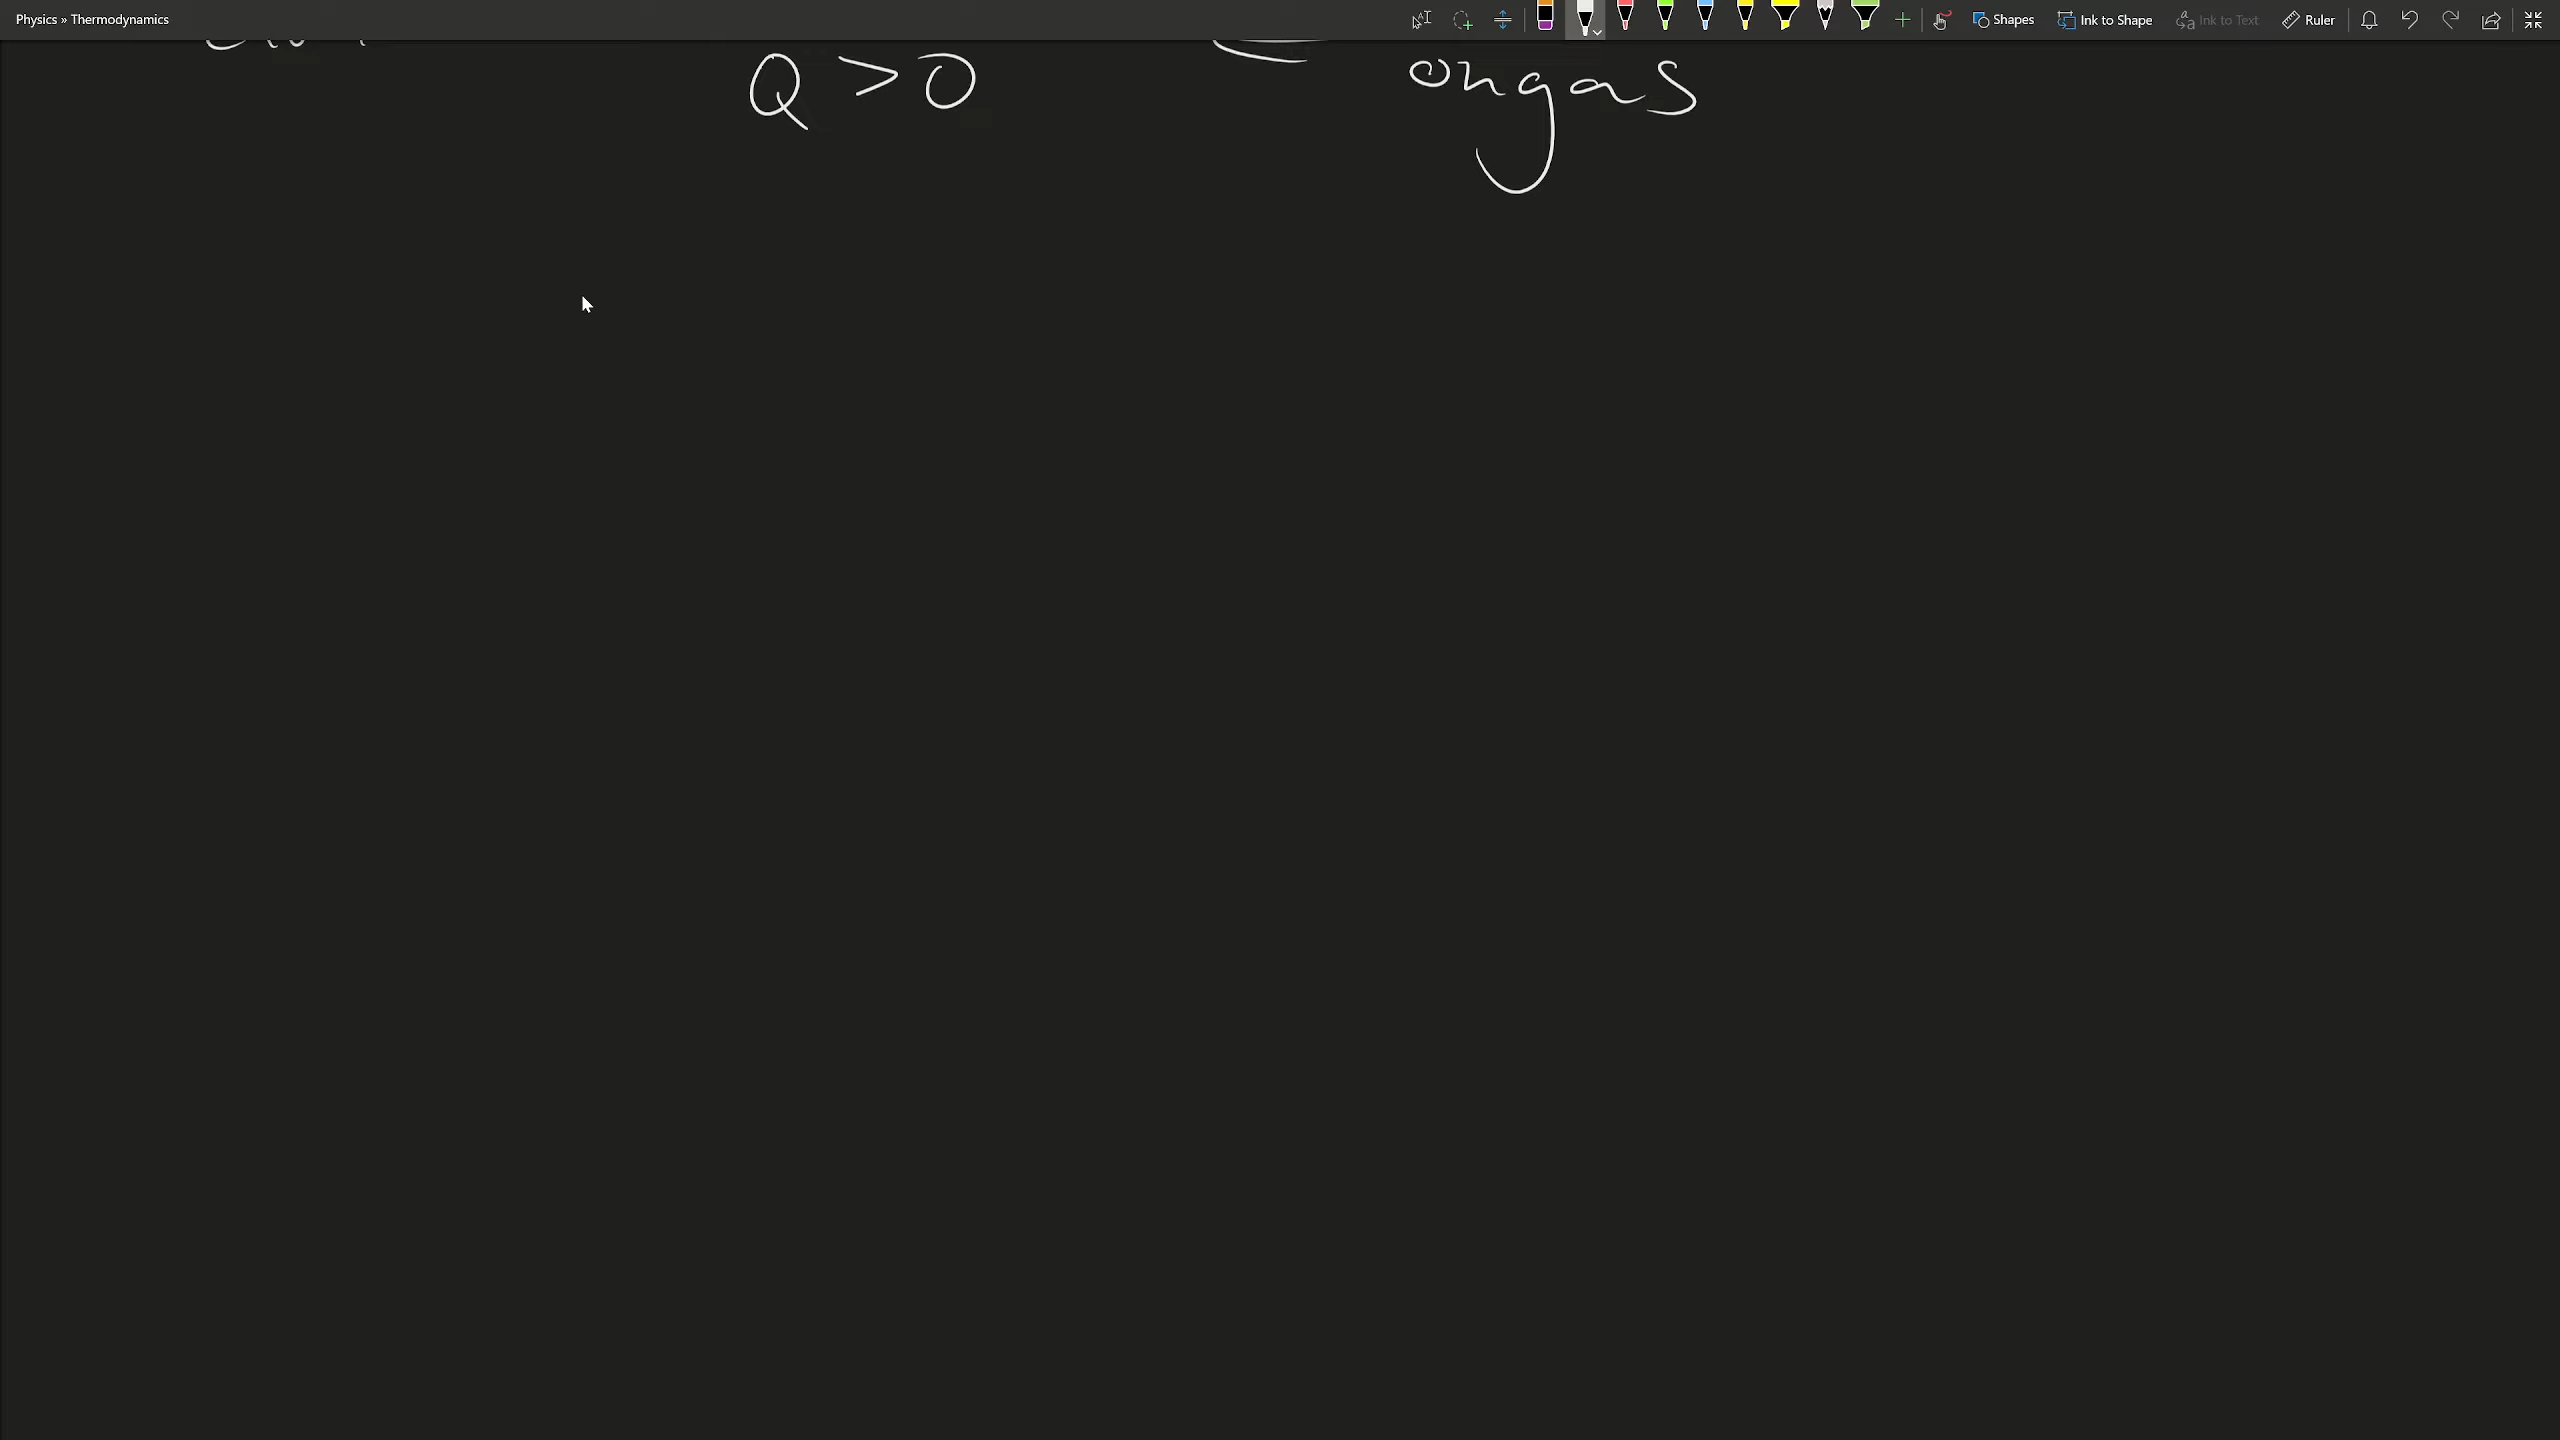 Physics » Thermodynamics
Shapes
Ink to Shape
Ink to Text
Ruler
Q > 0
on gas